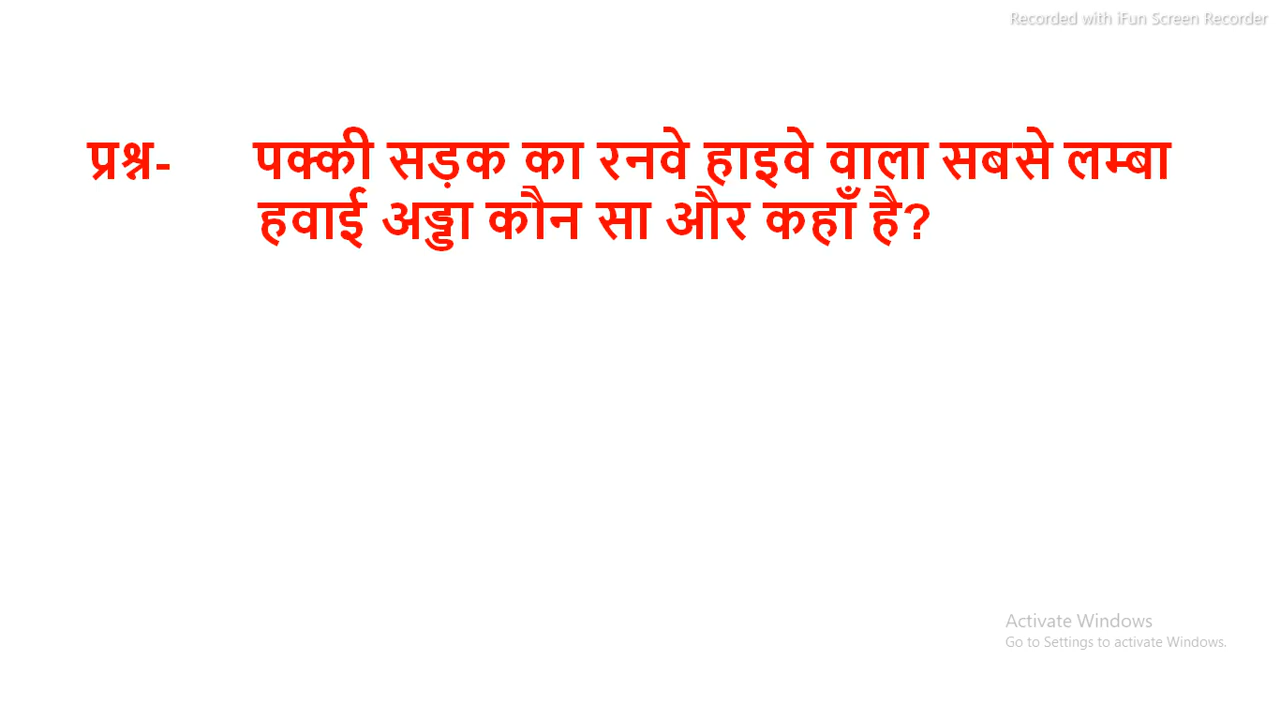 Recorded with iFun Screen Recorder
प्रश्न- पक्की सड़क का रनवे हाइवे वाला सबसे लम्बा
हवाई अड्डा कौन सा और कहाँ है?
Activate Windows
Go to Settings to activate Windows.